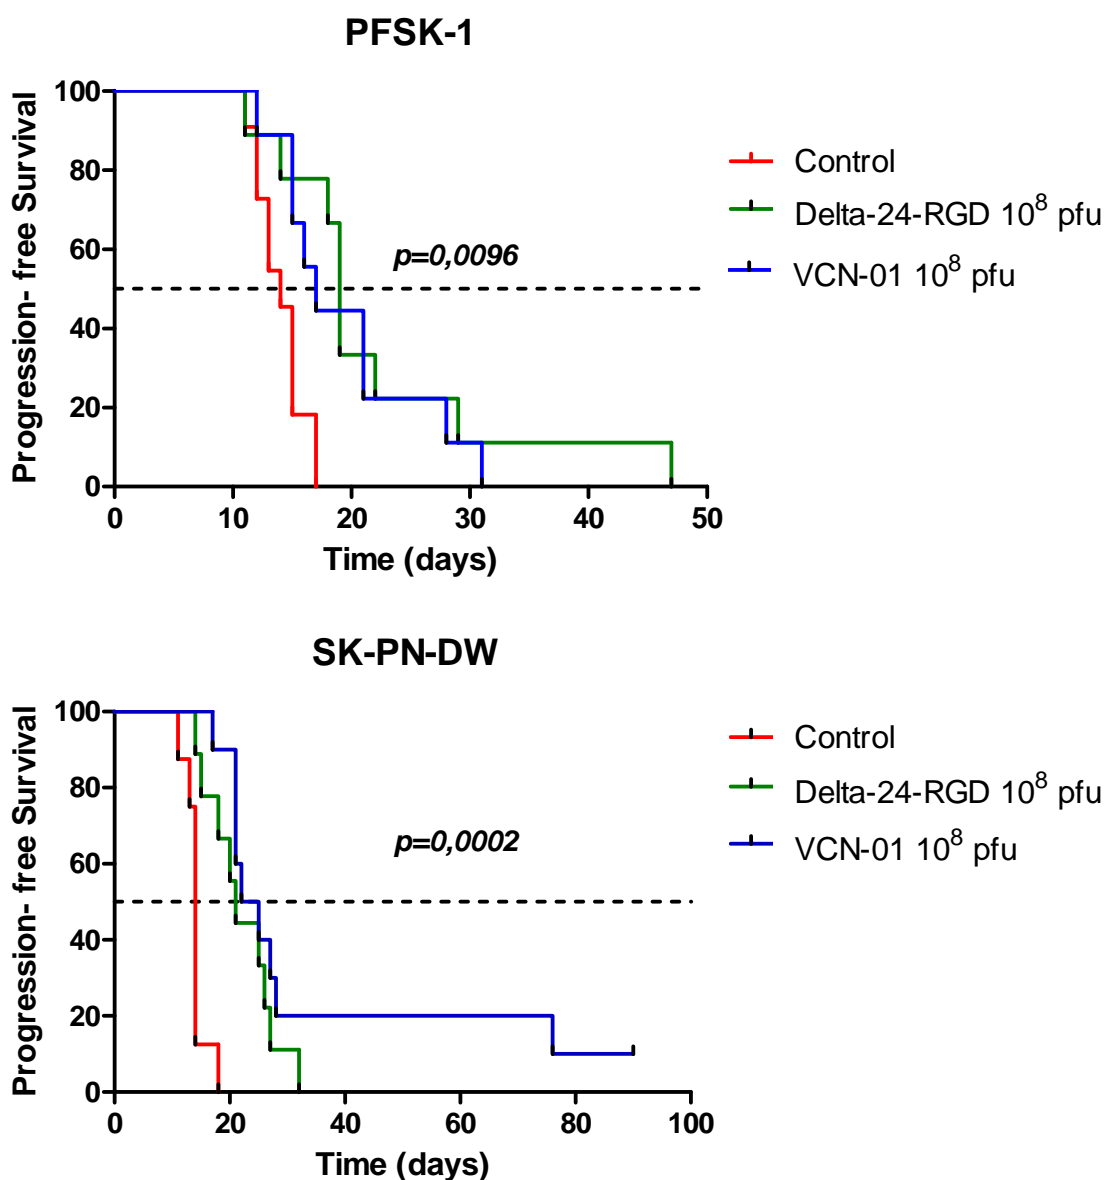 PFSK-1
Progression- free Survival
100
80
60
40
20
0
p=0,0096
0 10 20 30 40 50
Time (days)
Control
Delta-24-RGD 10⁸ pfu
VCN-01 10⁸ pfu
SK-PN-DW
Progression- free Survival
100
80
60
40
20
0
p=0,0002
0 20 40 60 80 100
Time (days)
Control
Delta-24-RGD 10⁸ pfu
VCN-01 10⁸ pfu